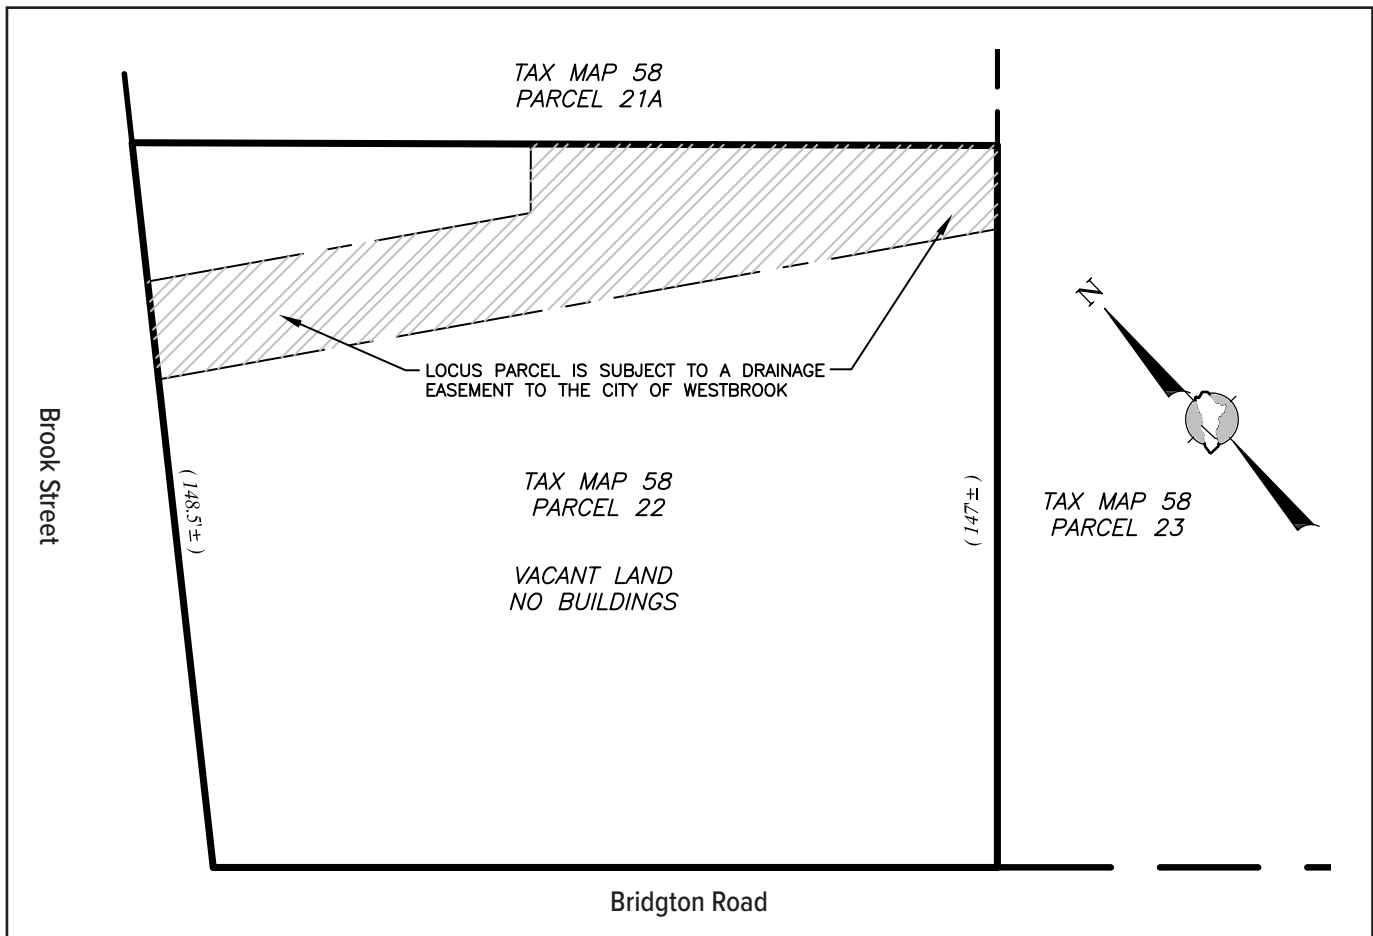 TAX MAP 58
PARCEL 21A
N
LOCUS PARCEL IS SUBJECT TO A DRAINAGE
EASEMENT TO THE CITY OF WESTBROOK
Brook Street
( 148.5'± )
TAX MAP 58
PARCEL 22
VACANT LAND
NO BUILDINGS
( 147'± )
TAX MAP 58
PARCEL 23
Bridgton Road